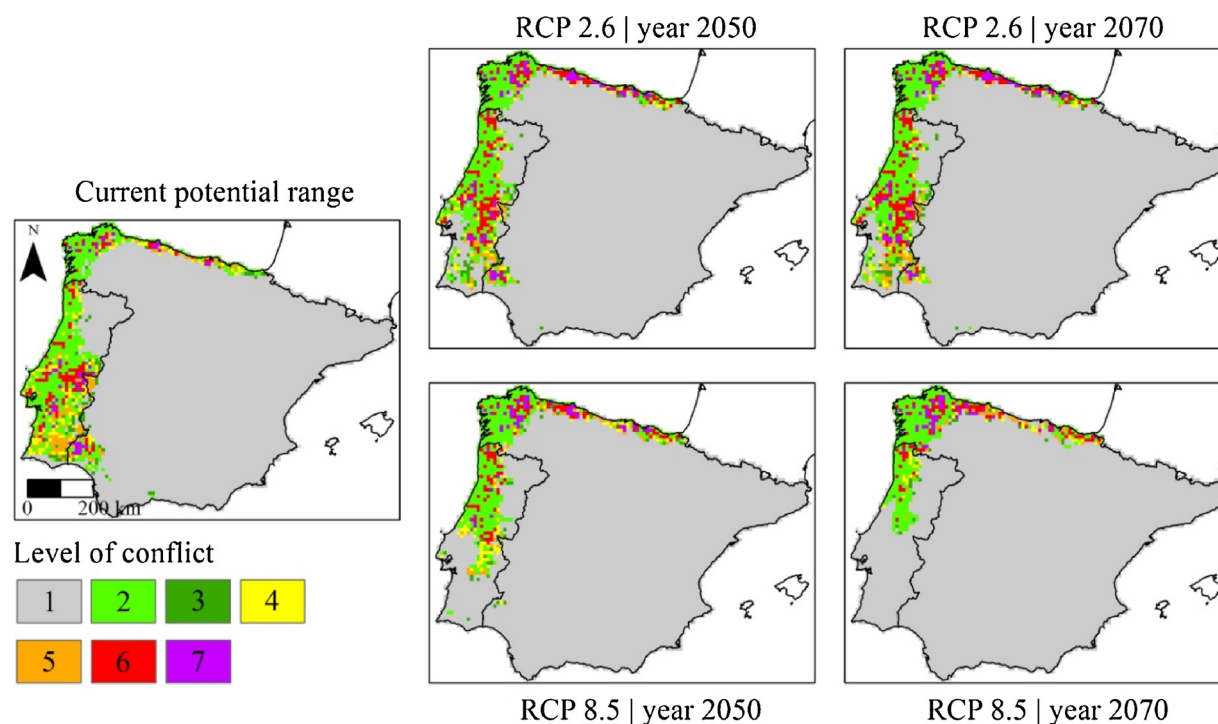 RCP 2.6 | year 2050
RCP 2.6 | year 2070
Current potential range
N
0 200 km
Level of conflict
1 2 3 4
5 6 7
RCP 8.5 | year 2050
RCP 8.5 | year 2070